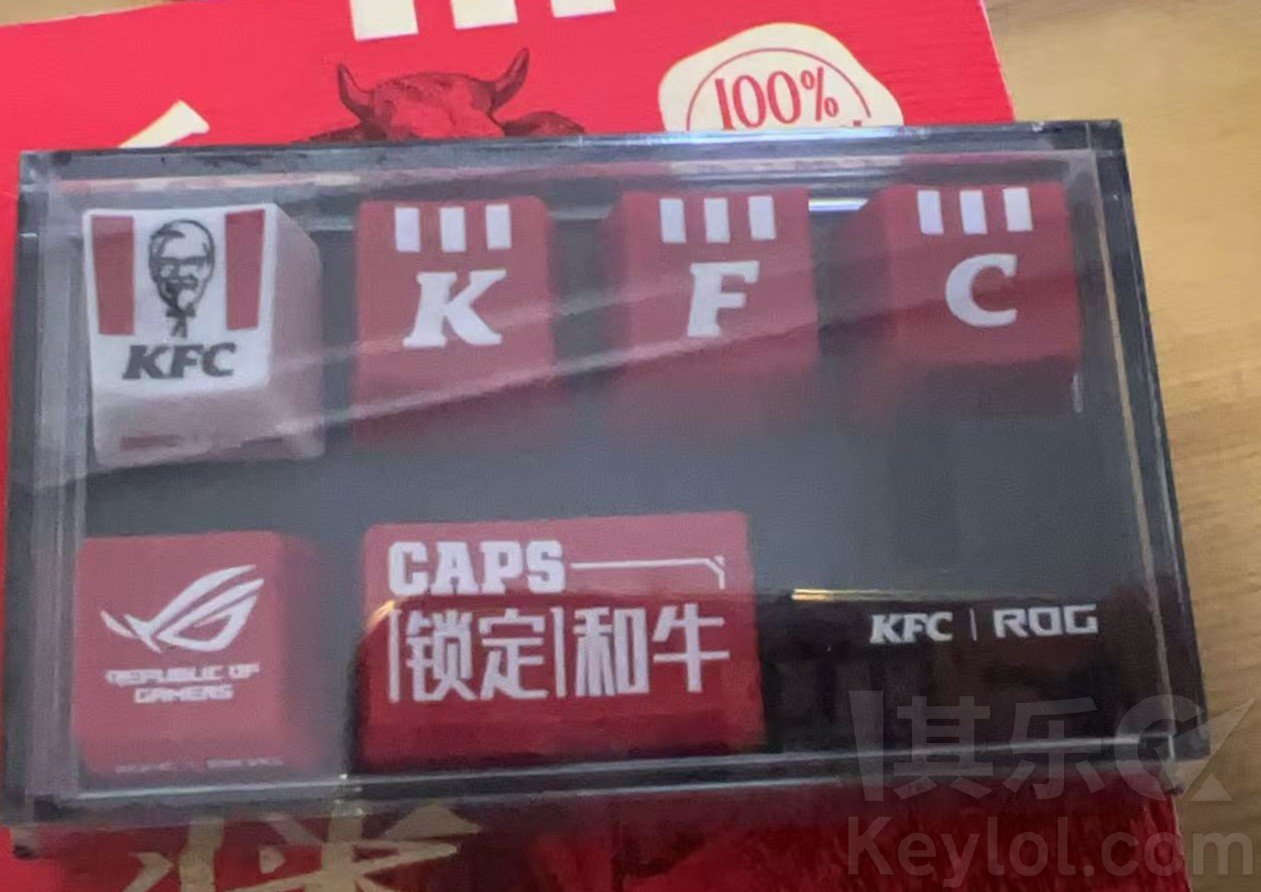 100%
KFC
K
F
C
REPUBLIC OF
GAMERS
CAPS
锁定和牛
KFC | ROG
其乐
Keylol.com